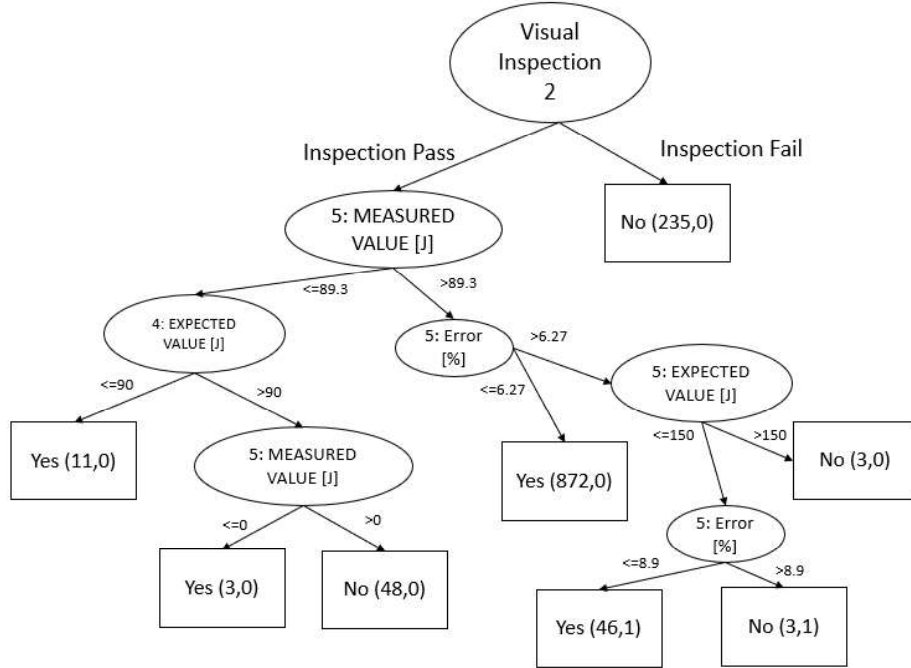 Visual
Inspection
2
Inspection Pass
Inspection Fail
5: MEASURED
VALUE [J]
No (235,0)
<=89.3
>89.3
4: EXPECTED
VALUE [J]
5: Error
[%]
>6.27
<=6.27
5: EXPECTED
VALUE [J]
<=90
>90
<=150
>150
Yes (11,0)
5: MEASURED
VALUE [J]
Yes (872,0)
No (3,0)
<=0
>0
5: Error
[%]
Yes (3,0)
No (48,0)
<=8.9
>8.9
Yes (46,1)
No (3,1)